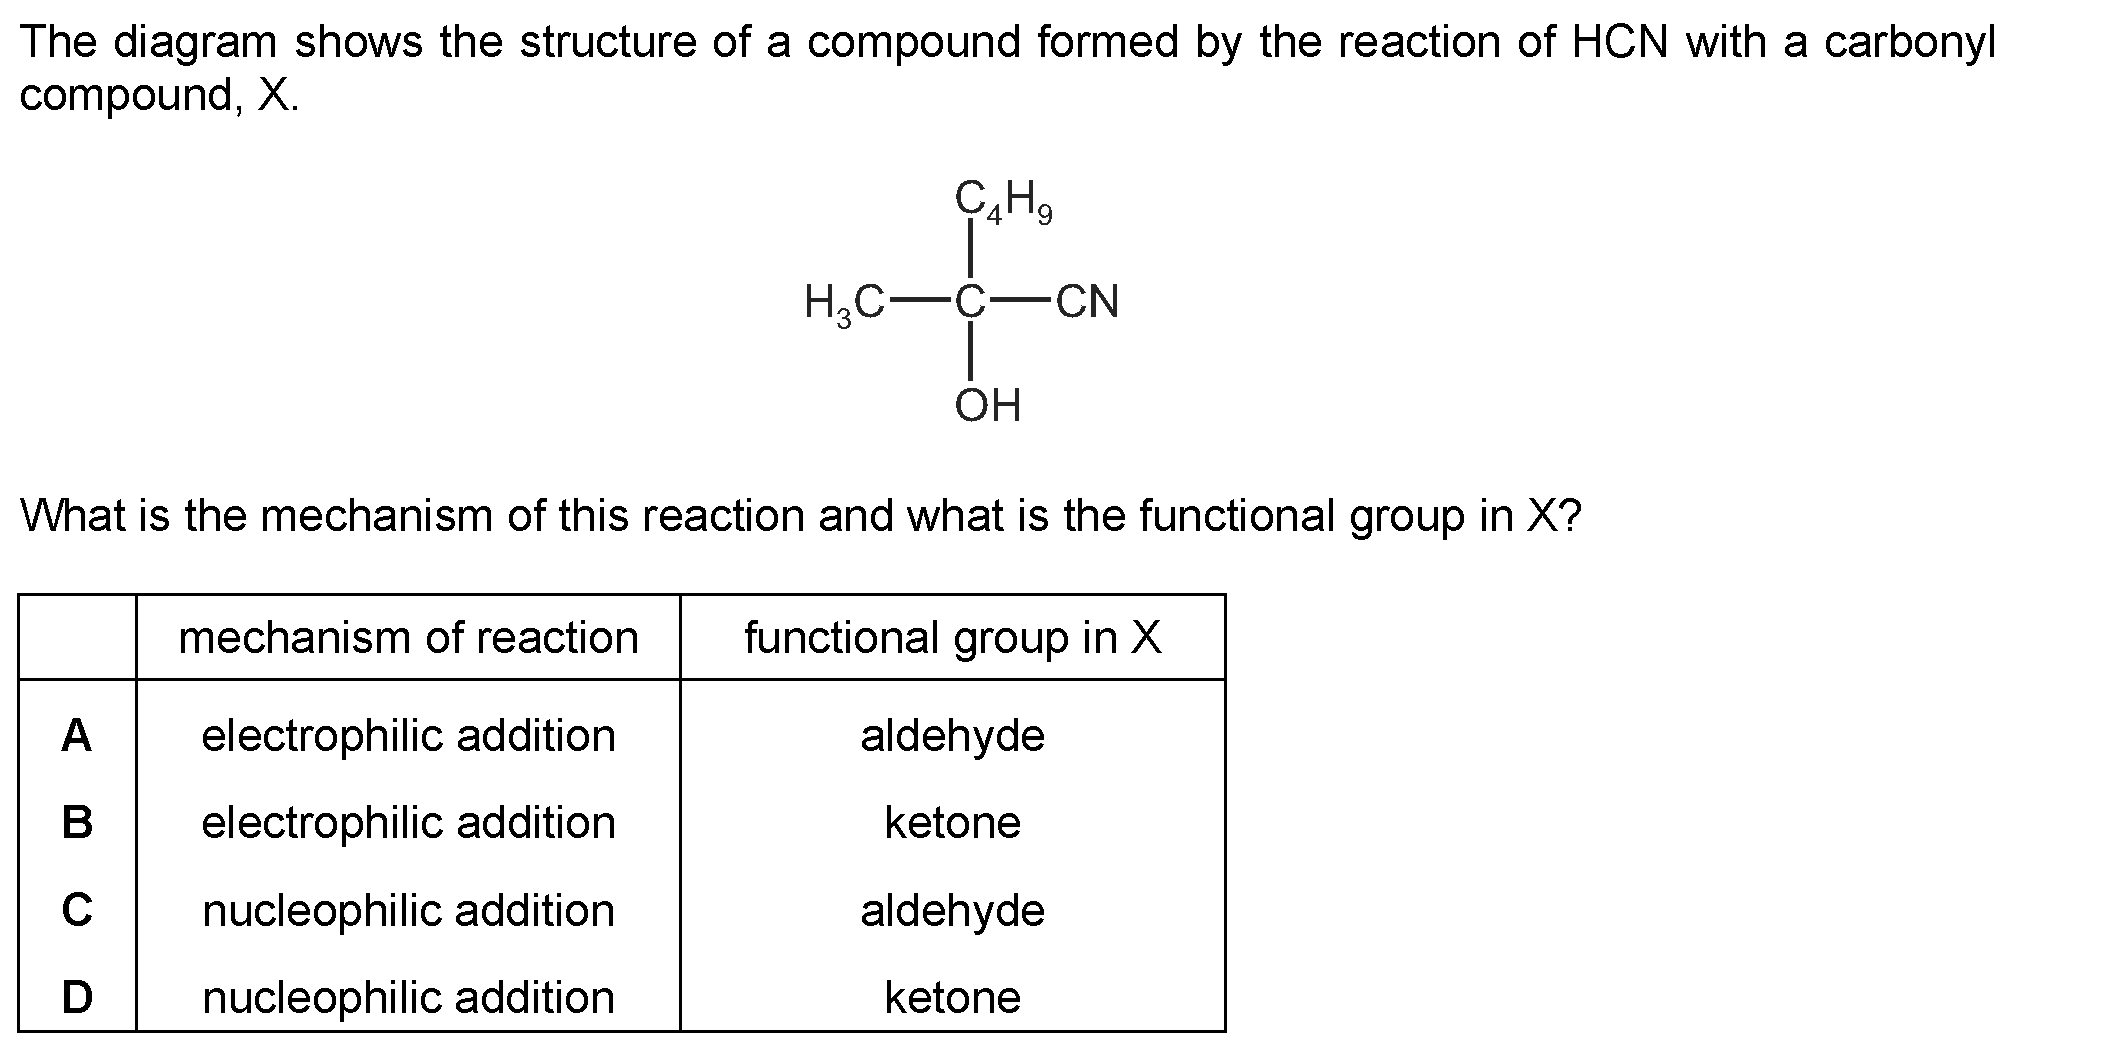 The diagram shows the structure of a compound formed by the reaction of HCN with a carbonyl
compound, X.
C₄H₉
H₃C—C—CN
OH
What is the mechanism of this reaction and what is the functional group in X?
mechanism of reaction functional group in X
A electrophilic addition aldehyde
B electrophilic addition ketone
C nucleophilic addition aldehyde
D nucleophilic addition ketone